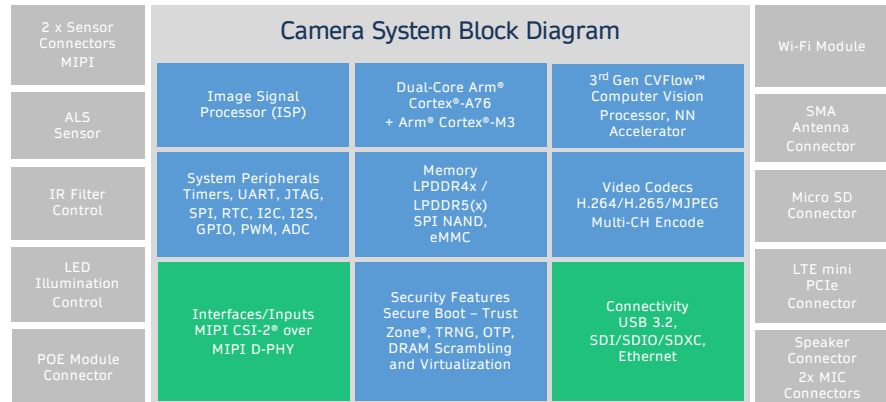 Camera System Block Diagram
2 x Sensor
Connectors
MIPI
ALS
Sensor
IR Filter
Control
LED
Illumination
Control
POE Module
Connector
Image Signal
Processor (ISP)
Dual-Core Arm®
Cortex®-A76
+ Arm® Cortex®-M3
3rd Gen CVFlow™
Computer Vision
Processor, NN
Accelerator
System Peripherals
Timers, UART, JTAG,
SPI, RTC, I2C, I2S,
GPIO, PWM, ADC
Memory
LPDDR4x /
LPDDR5(x)
SPI NAND,
eMMC
Video Codecs
H.264/H.265/MJPEG
Multi-CH Encode
Interfaces/Inputs
MIPI CSI-2® over
MIPI D-PHY
Security Features
Secure Boot – Trust
Zone®, TRNG, OTP,
DRAM Scrambling
and Virtualization
Connectivity
USB 3.2,
SDI/SDIO/SDXC,
Ethernet
Wi-Fi Module
SMA
Antenna
Connector
Micro SD
Connector
LTE mini
PCIe
Connector
Speaker
Connector
2x MIC
Connectors